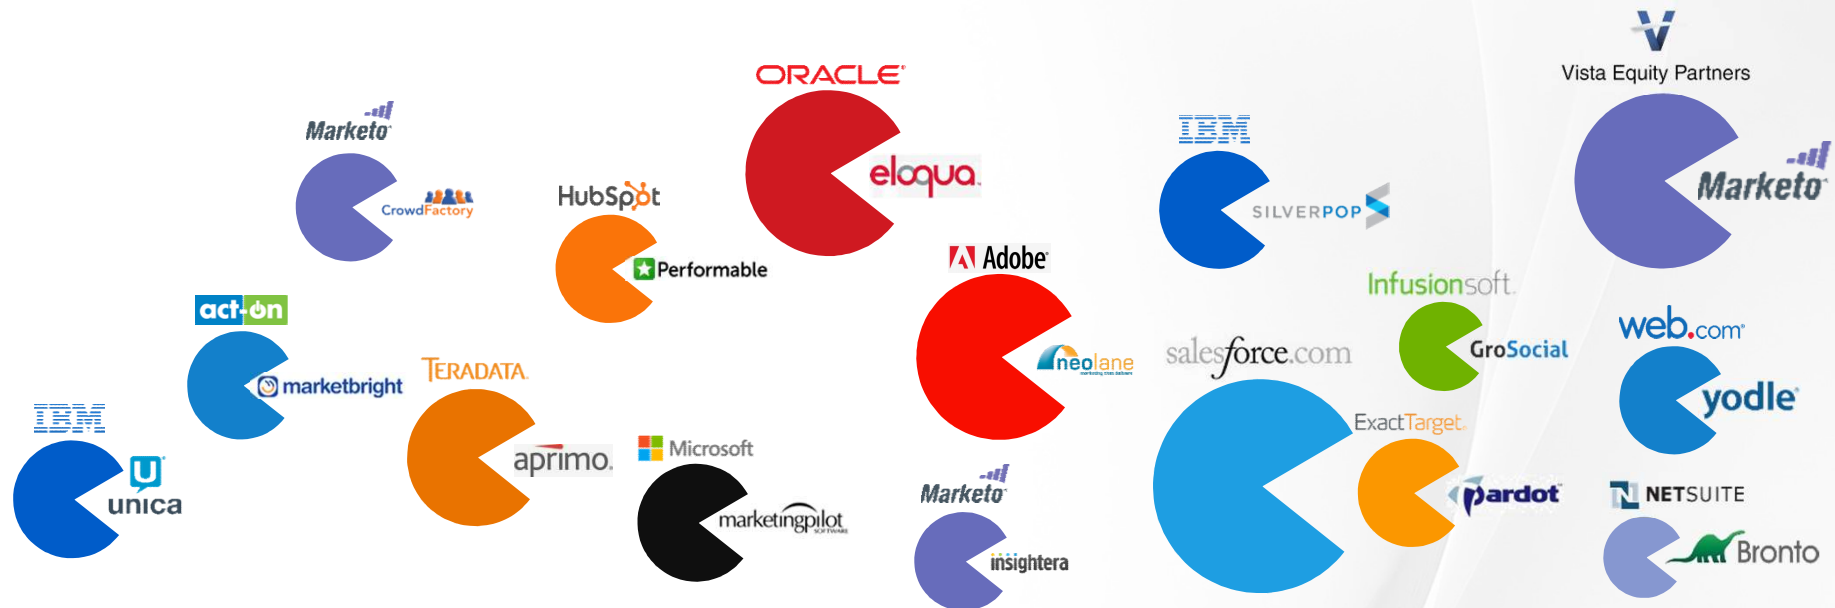 IBM
unica
act-on
marketbright
Marketo
CrowdFactory
TERADATA
aprimo
HubSpot
Performable
Microsoft
marketingpilot
SOFTWARE
ORACLE
eloqua
Adobe
neolane
Marketo
insightera
IBM
SILVERPOP
salesforce.com
ExactTarget
Pardot
Infusionsoft
GroSocial
Vista Equity Partners
Marketo
web.com
yodle
NETSUITE
Bronto